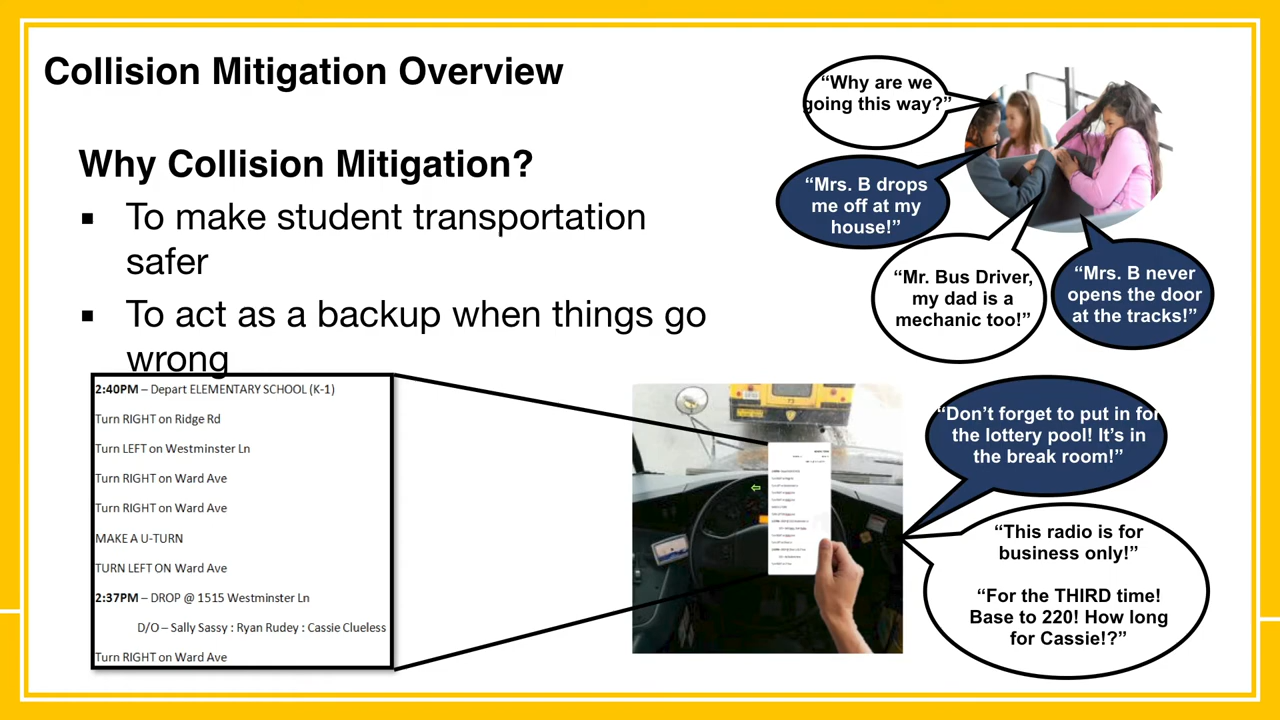 Collision Mitigation Overview
Why Collision Mitigation?
▪ To make student transportation
safer
▪ To act as a backup when things go
wrong
“Why are we
going this way?”
“Mrs. B drops
me off at my
house!”
“Mr. Bus Driver,
my dad is a
mechanic too!”
“Mrs. B never
opens the door
at the tracks!”
2:40PM – Depart ELEMENTARY SCHOOL (K-1)
Turn RIGHT on Ridge Rd
Turn LEFT on Westminster Ln
Turn RIGHT on Ward Ave
Turn RIGHT on Ward Ave
MAKE A U-TURN
TURN LEFT ON Ward Ave
2:37PM – DROP @ 1515 Westminster Ln
D/O – Sally Sassy : Ryan Rudey : Cassie Clueless
Turn RIGHT on Ward Ave
73
“Don’t forget to put in for
the lottery pool! It’s in
the break room!”
“This radio is for
business only!”
“For the THIRD time!
Base to 220! How long
for Cassie!?”